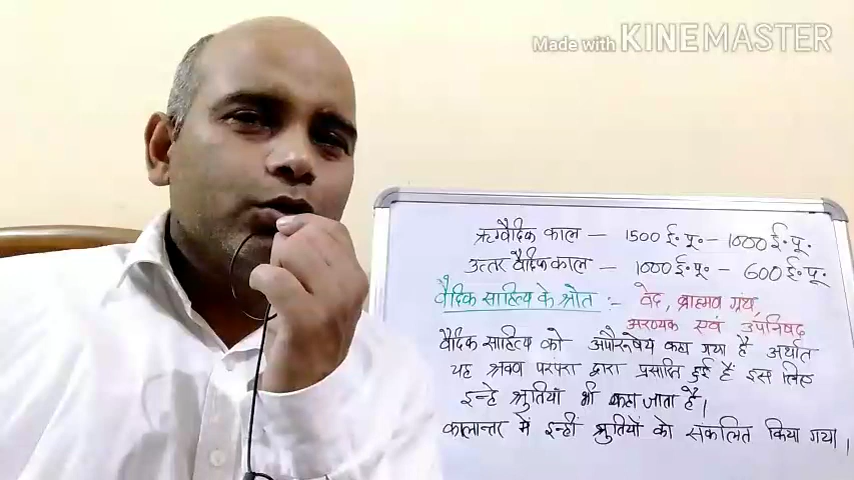 Made with KINEMASTER
ऋग्वैदिक काल — 1500 ई॰पू॰ — 1000 ई॰पू॰
उत्तर वैदिक काल — 1000 ई॰पू॰ — 600 ई॰पू॰
वैदिक साहित्य के श्रोत :- वेद, ब्राह्मण ग्रंथ,
अरण्यक एवं उपनिषद
वैदिक साहित्य को अपौरुषेय कहा गया है अर्थात
यह श्रवण परंपरा द्वारा प्रसारित हुई है इस लिए
इन्हे श्रुतियाँ भी कहा जाता है।
कालान्तर में इन्हीं श्रुतियों को संकलित किया गया।